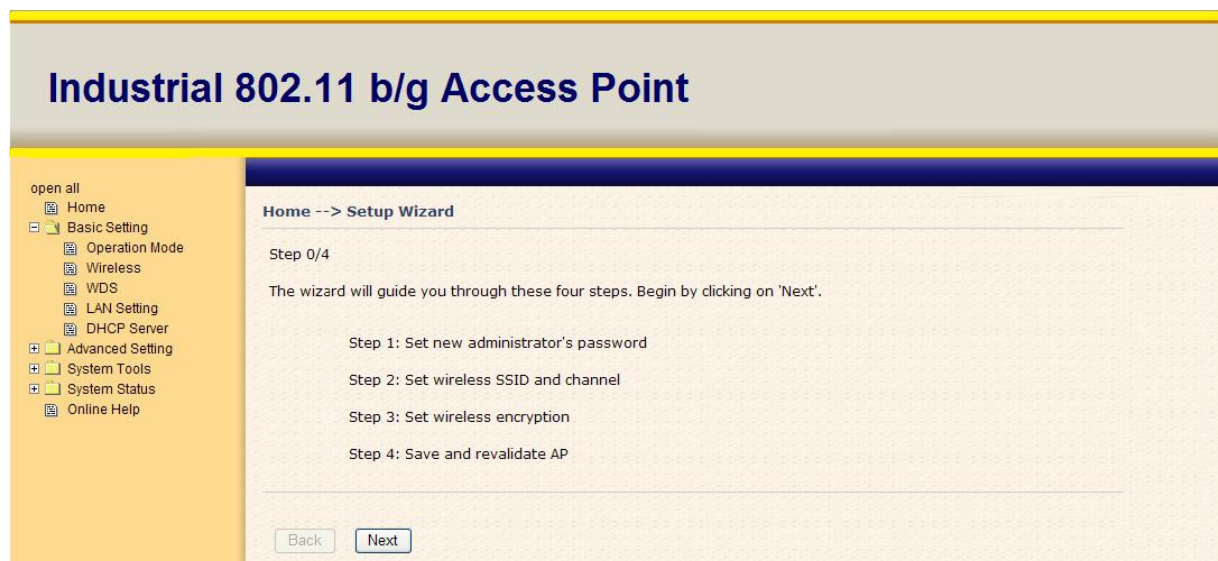 Industrial 802.11 b/g Access Point
open all
Home
Basic Setting
Operation Mode
Wireless
WDS
LAN Setting
DHCP Server
Advanced Setting
System Tools
System Status
Online Help
Home --> Setup Wizard
Step 0/4
The wizard will guide you through these four steps. Begin by clicking on 'Next'.
Step 1: Set new administrator's password
Step 2: Set wireless SSID and channel
Step 3: Set wireless encryption
Step 4: Save and revalidate AP
Back
Next